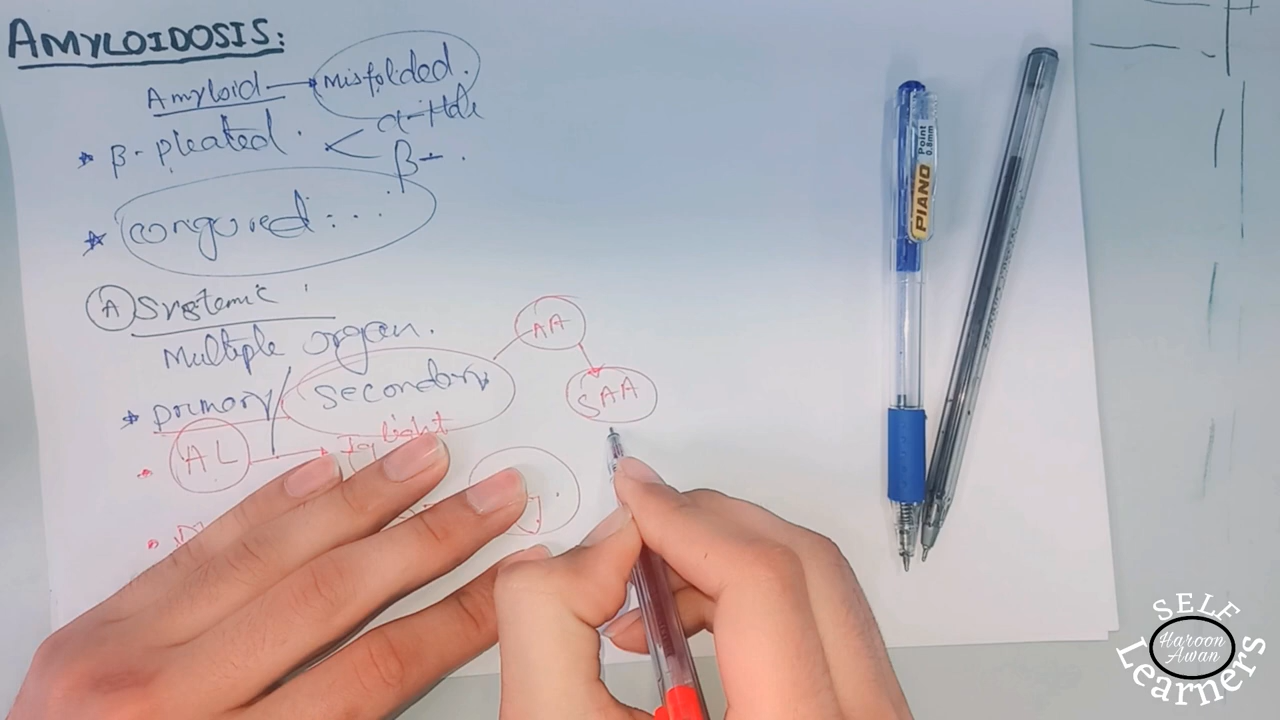 AMYLOIDOSIS:
Amyloid → misfolded.
* β-pleated
β-.
* congored: ...
(A) Systemic
Multiple organ.
* primary / secondary
AA
SAA
AL → Ig light
Point 0.8mm
PIANO
SELF
Haroon
Awan
Learners